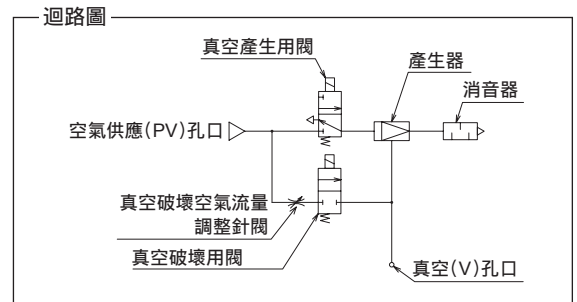 迴路圖
真空產生用閥
產生器
消音器
空氣供應(PV)孔口
真空破壞空氣流量
調整針閥
真空破壞用閥
真空(V)孔口